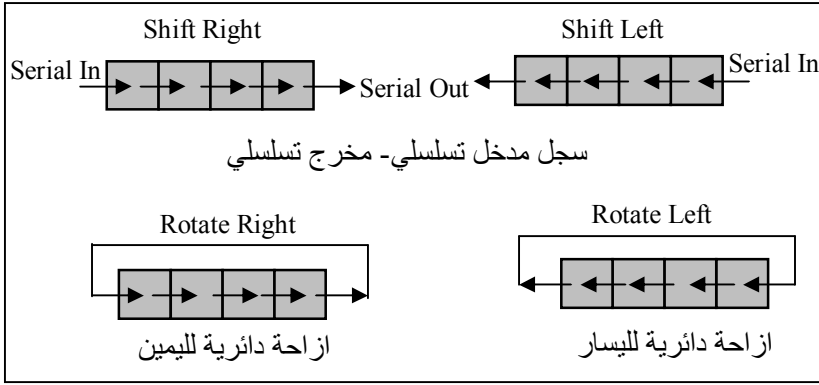 Shift Right
Shift Left
Serial In
Serial Out
Serial In
سجل مدخل تسلسلي- مخرج تسلسلي
Rotate Right
Rotate Left
ازاحة دائرية لليمين
ازاحة دائرية لليسار